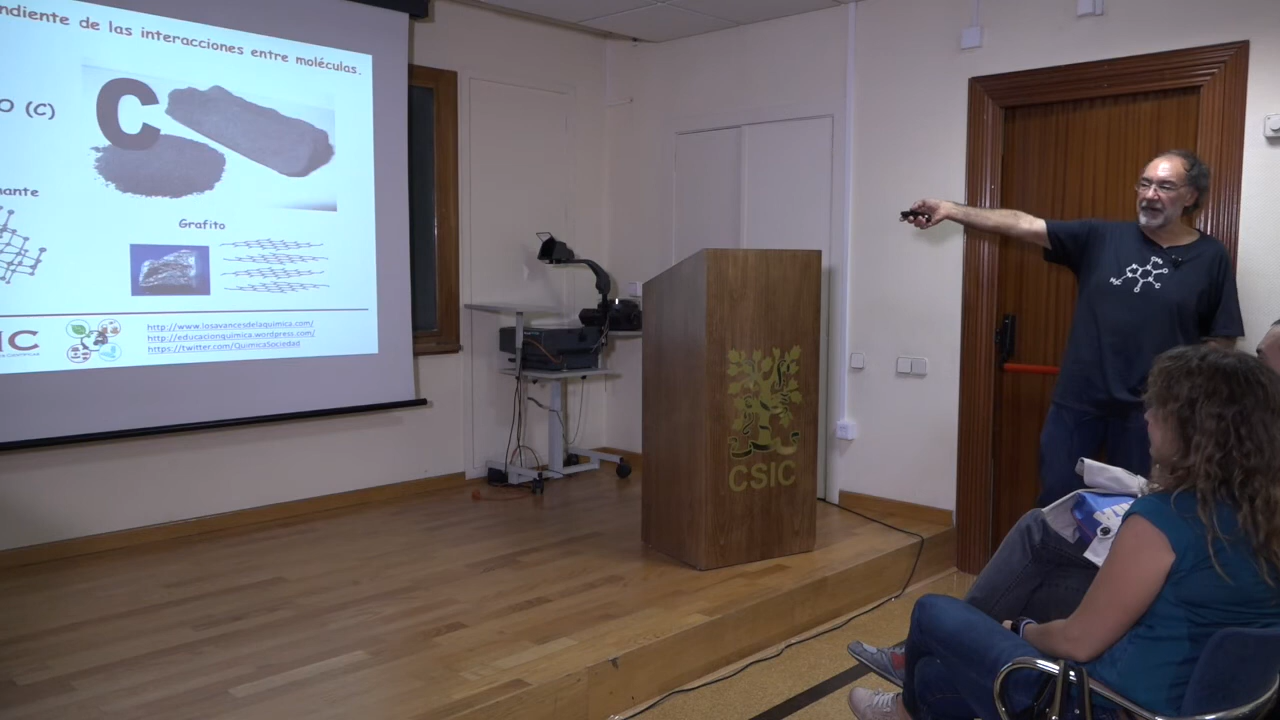 ndiente de las interacciones entre moléculas.
O (C)
C
mante
Grafito
IC
http://www.losavancesdelaquimica.com/
http://educacionquimica.wordpress.com/
https://twitter.com/QuimicaSociedad
CSIC